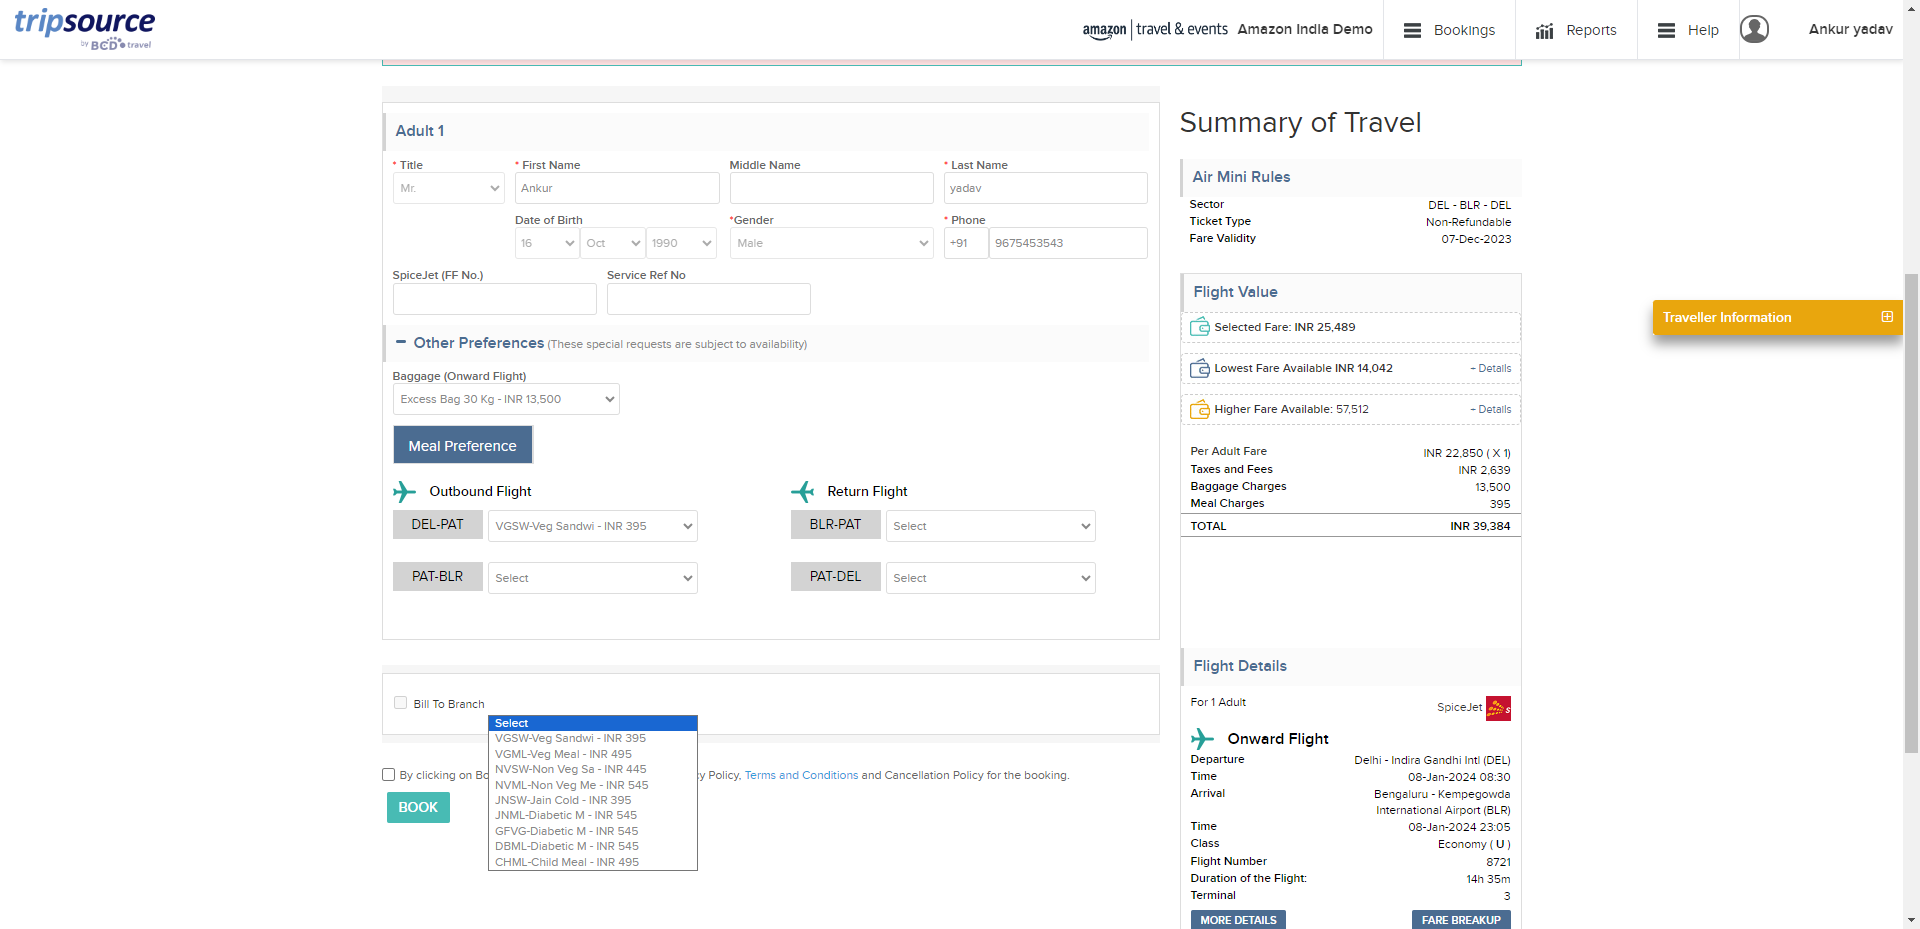 tripsource
by BCD travel
amazon travel & events Amazon India Demo
Bookings
Reports
Help
Ankur yadav
Adult 1
* Title
* First Name
Middle Name
* Last Name
Mr.
Ankur
yadav
Date of Birth
*Gender
* Phone
16
Oct
1990
Male
+91
9675453543
SpiceJet (FF No.)
Service Ref No
Other Preferences (These special requests are subject to availability)
Baggage (Onward Flight)
Excess Bag 30 Kg - INR 13,500
Meal Preference
Outbound Flight
Return Flight
DEL-PAT
VGSW-Veg Sandwi - INR 395
BLR-PAT
Select
PAT-BLR
Select
PAT-DEL
Select
Bill To Branch
Select
VGSW-Veg Sandwi - INR 395
VGML-Veg Meal - INR 495
NVSW-Non Veg Sa - INR 445
NVML-Non Veg Me - INR 545
JNSW-Jain Cold - INR 395
JNML-Diabetic M - INR 545
GFVG-Diabetic M - INR 545
DBML-Diabetic M - INR 545
CHML-Child Meal - INR 495
By clicking on Bo
y Policy, Terms and Conditions and Cancellation Policy for the booking.
BOOK
Summary of Travel
Air Mini Rules
Sector DEL - BLR - DEL
Ticket Type Non-Refundable
Fare Validity 07-Dec-2023
Flight Value
Selected Fare: INR 25,489
Lowest Fare Available INR 14,042 - Details
Higher Fare Available: 57,512 - Details
Per Adult Fare INR 22,850 ( X 1)
Taxes and Fees INR 2,639
Baggage Charges 13,500
Meal Charges 395
TOTAL INR 39,384
Flight Details
For 1 Adult SpiceJet
Onward Flight
Departure Delhi - Indira Gandhi Intl (DEL)
Time 08-Jan-2024 08:30
Arrival Bengaluru - Kempegowda
International Airport (BLR)
Time 08-Jan-2024 23:05
Class Economy ( U )
Flight Number 8721
Duration of the Flight: 14h 35m
Terminal 3
MORE DETAILS
FARE BREAKUP
Traveller Information